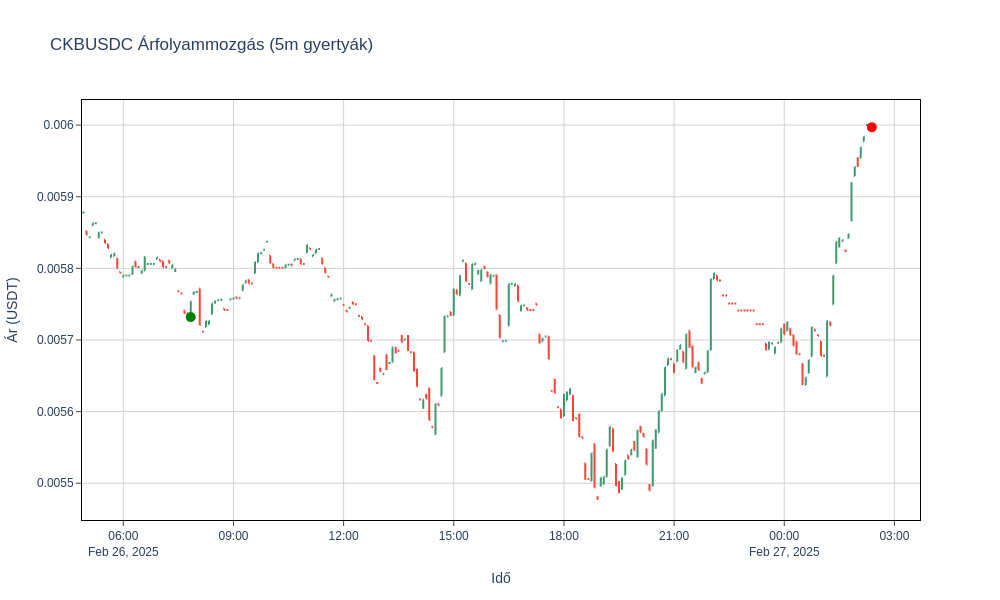 CKBUSDC Árfolyammozgás (5m gyertyák)
Ár (USDT)
0.006
0.0059
0.0058
0.0057
0.0056
0.0055
06:00 09:00 12:00 15:00 18:00 21:00 00:00 03:00
Feb 26, 2025 Feb 27, 2025
Idő